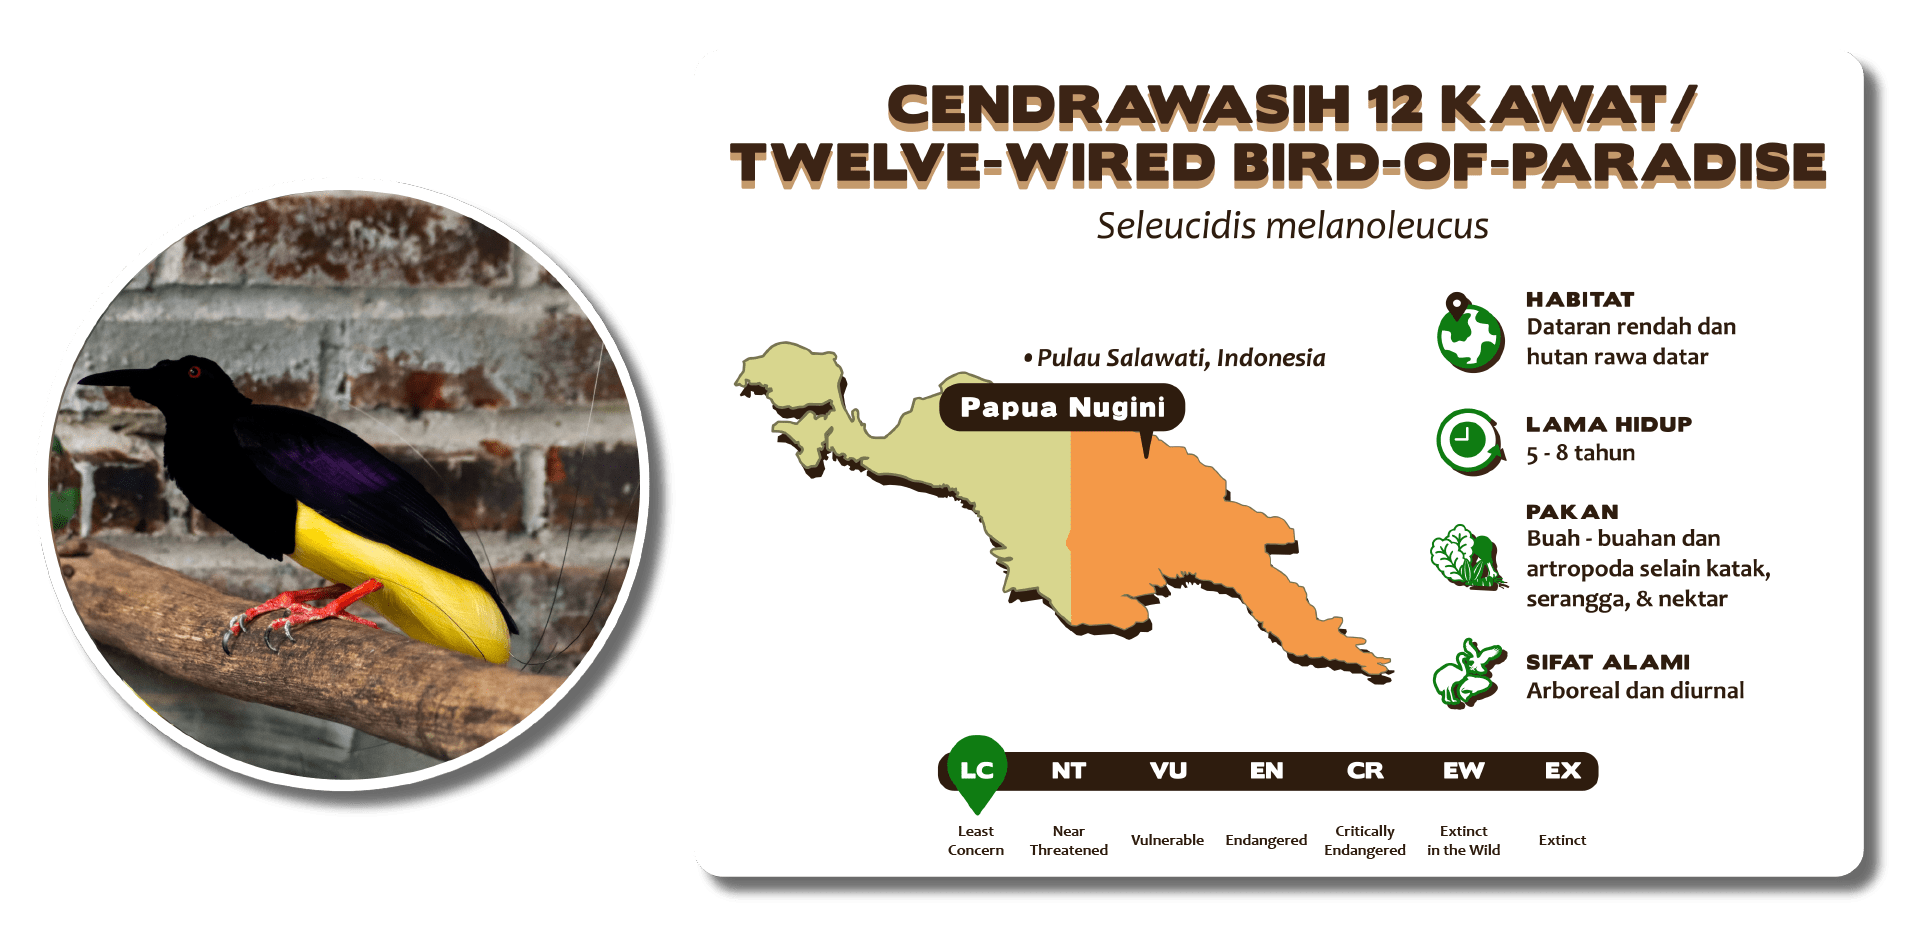 CENDRAWASIH 12 KAWAT/
TWELVE-WIRED BIRD-OF-PARADISE
Seleucidis melanoleucus
• Pulau Salawati, Indonesia
Papua Nugini
HABITAT
Dataran rendah dan
hutan rawa datar
LAMA HIDUP
5 - 8 tahun
PAKAN
Buah - buahan dan
artropoda selain katak,
serangga, & nektar
SIFAT ALAMI
Arboreal dan diurnal
LC NT VU EN CR EW EX
Least Concern
Near Threatened
Vulnerable
Endangered
Critically Endangered
Extinct in the Wild
Extinct